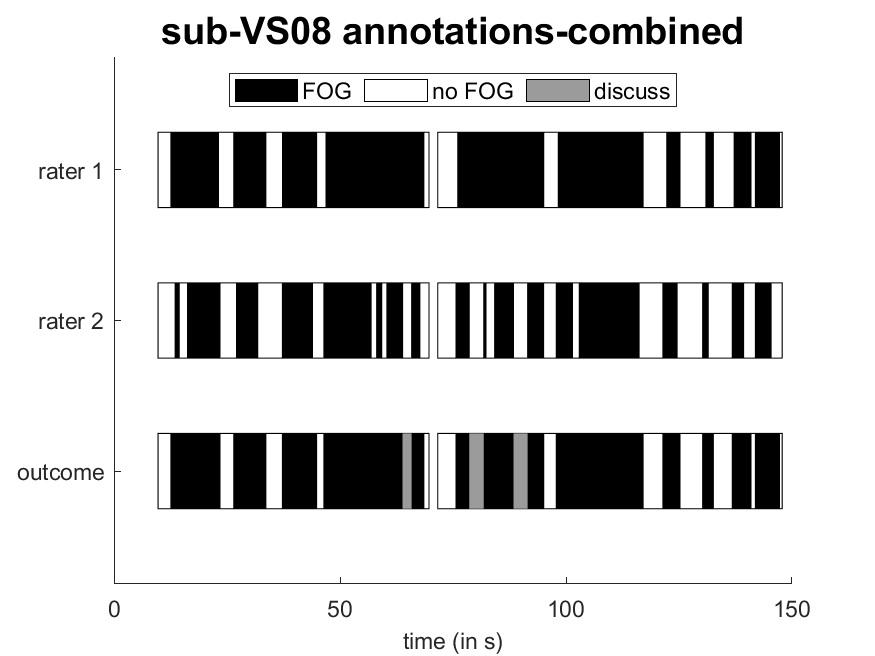 sub-VS08 annotations-combined
FOG no FOG discuss
rater 1
rater 2
outcome
0 50 100 150
time (in s)